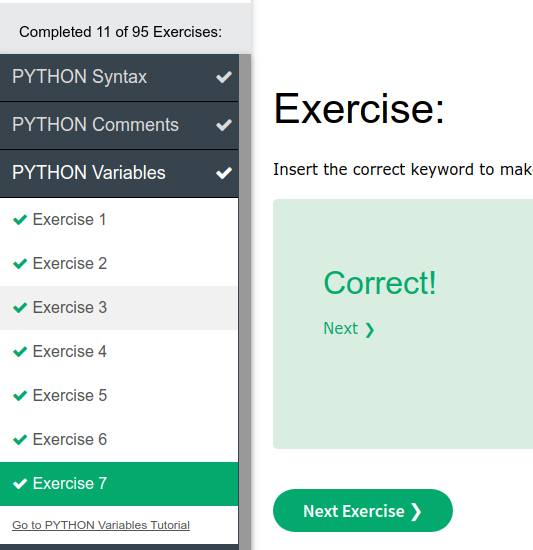 Completed 11 of 95 Exercises:
PYTHON Syntax
PYTHON Comments
PYTHON Variables
Exercise 1
Exercise 2
Exercise 3
Exercise 4
Exercise 5
Exercise 6
Exercise 7
Go to PYTHON Variables Tutorial
Exercise:
Insert the correct keyword to mak
Correct!
Next ❯
Next Exercise ❯